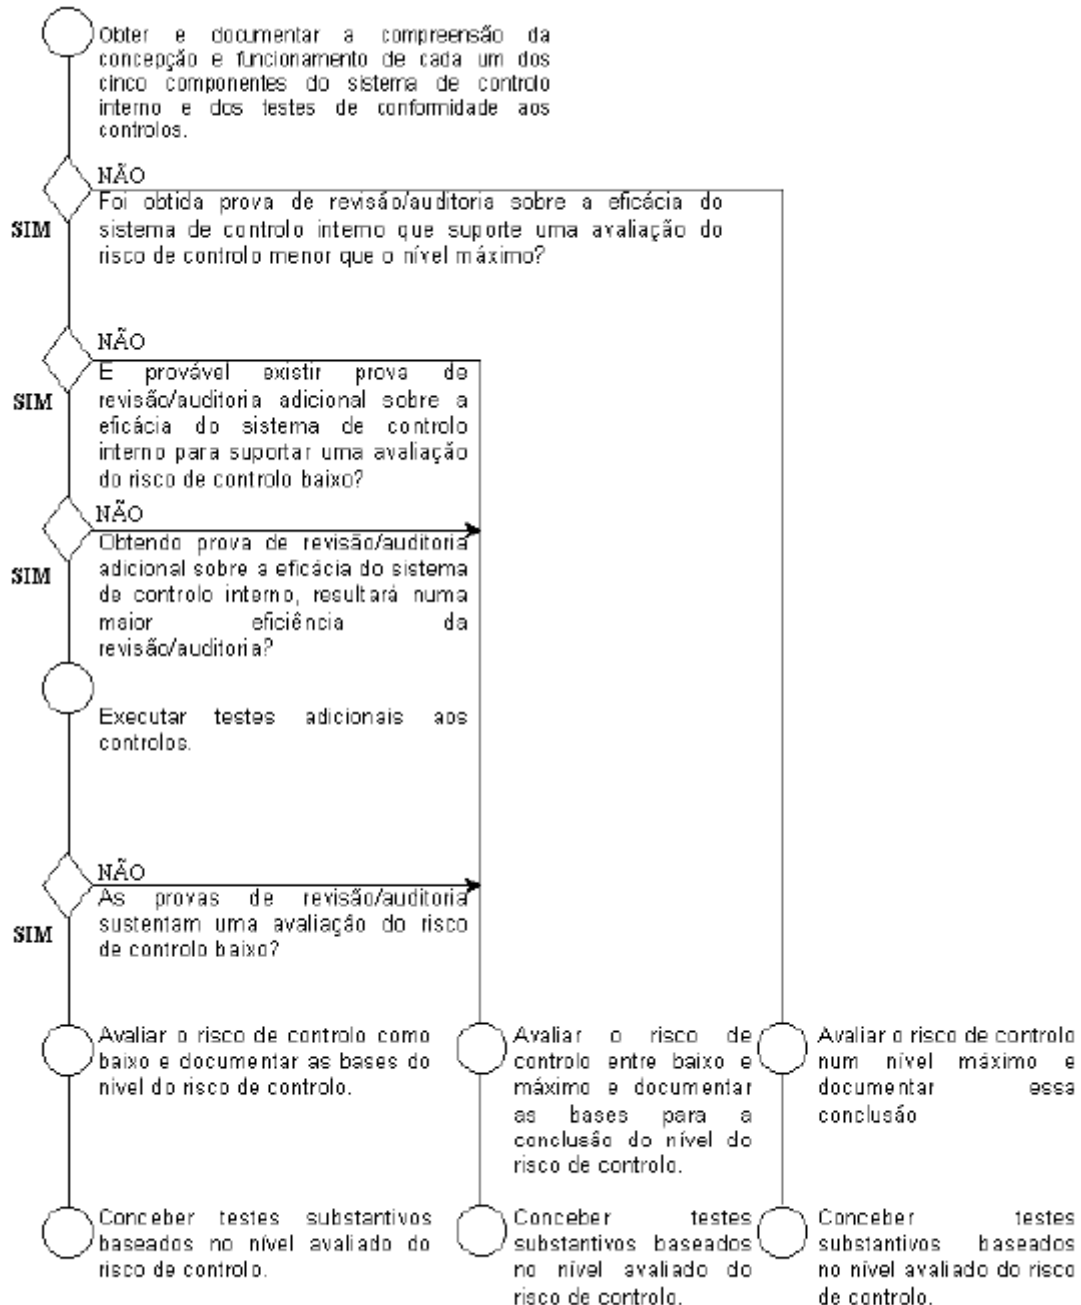 Obter e documentar a compreensão da
concepção e funcionamento de cada um dos
cinco componentes do sistema de controlo
interno e dos testes de conformidade aos
controlos.
NÃO
Foi obtida prova de revisão/auditoria sobre a eficácia do
SIM
sistema de controlo interno que suporte uma avaliação do
risco de controlo menor que o nível máximo?
NÃO
E provável existir prova de
SIM
revisão/auditoria adicional sobre a
eficácia do sistema de controlo
interno para suportar uma avaliação
do risco de controlo baixo?
NÃO
Obtendo prova de revisão/auditoria
SIM
adicional sobre a eficácia do sistema
de controlo interno, resultará numa
maior eficiência da
revisão/auditoria?
Executar testes adicionais aos
controlos.
NÃO
As provas de revisão/auditoria
SIM
sustentam uma avaliação do risco
de controlo baixo?
Avaliar o risco de controlo como
baixo e documentar as bases do
nível do risco de controlo.
Avaliar o risco de
controlo entre baixo e
máximo e documentar
as bases para a
conclusão do nível do
risco de controlo.
Avaliar o risco de controlo
num nível máximo e
documentar essa
conclusão
Conceber testes substantivos
baseados no nível avaliado do
risco de controlo.
Conceber testes
substantivos baseados
no nível avaliado do
risco de controlo.
Conceber testes
substantivos baseados
no nível avaliado do risco
de controlo.